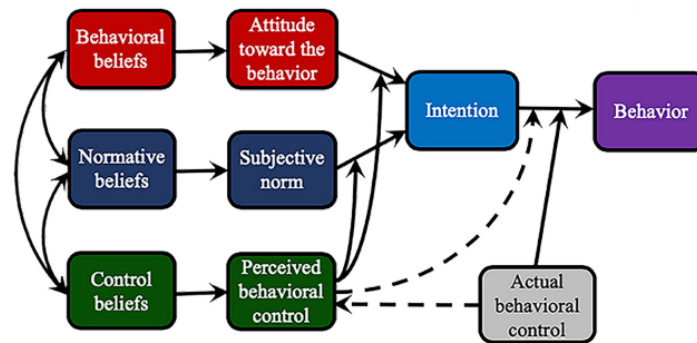 Behavioral
beliefs
Attitude
toward the
behavior
Intention
Behavior
Normative
beliefs
Subjective
norm
Control
beliefs
Perceived
behavioral
control
Actual
behavioral
control